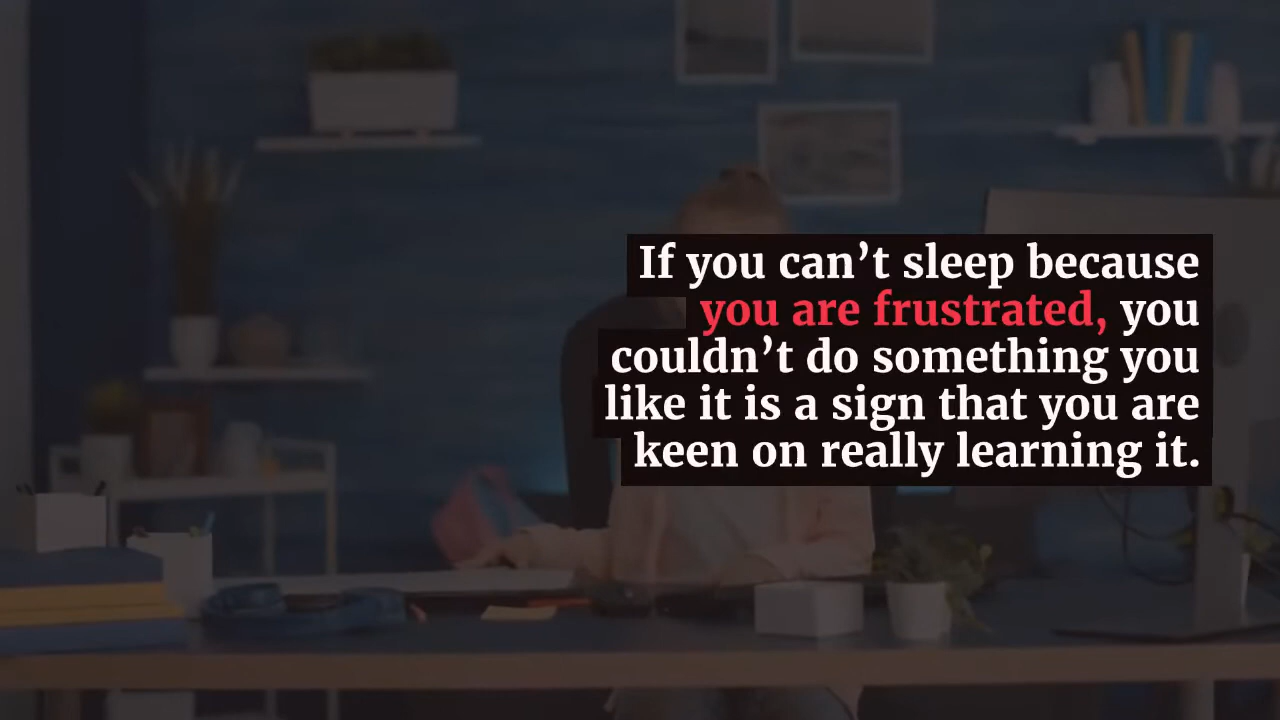 If you can’t sleep because
you are frustrated, you
couldn’t do something you
like it is a sign that you are
keen on really learning it.